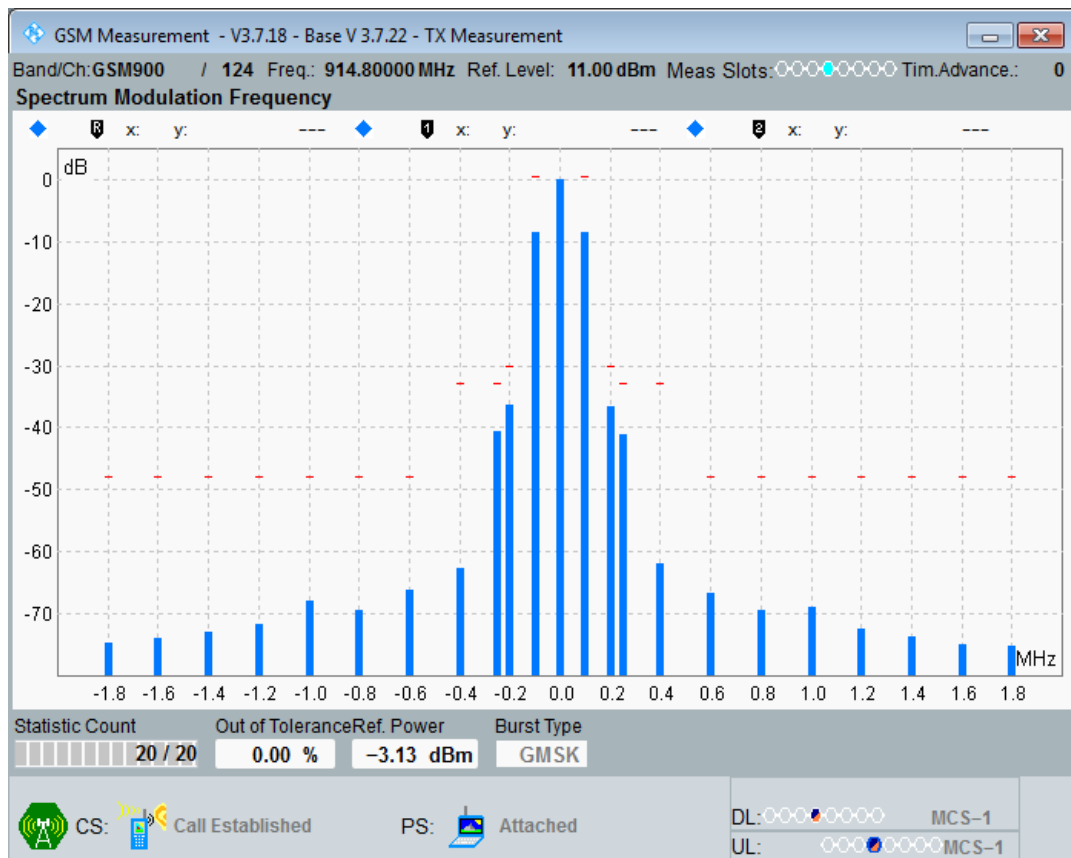 GSM Measurement - V3.7.18 - Base V 3.7.22 - TX Measurement
Band/Ch:GSM900 / 124 Freq.: 914.80000 MHz Ref. Level: 11.00 dBm Meas Slots: Tim.Advance.: 0
Spectrum Modulation Frequency
R x: y: --- 1 x: y: --- 2 x: y: ---
dB
0
-10
-20
-30
-40
-50
-60
-70
MHz
-1.8 -1.6 -1.4 -1.2 -1.0 -0.8 -0.6 -0.4 -0.2 0.0 0.2 0.4 0.6 0.8 1.0 1.2 1.4 1.6 1.8
Statistic Count Out of Tolerance Ref. Power Burst Type
20 / 20 0.00 % −3.13 dBm GMSK
CS: Call Established PS: Attached DL: MCS−1
UL: MCS−1